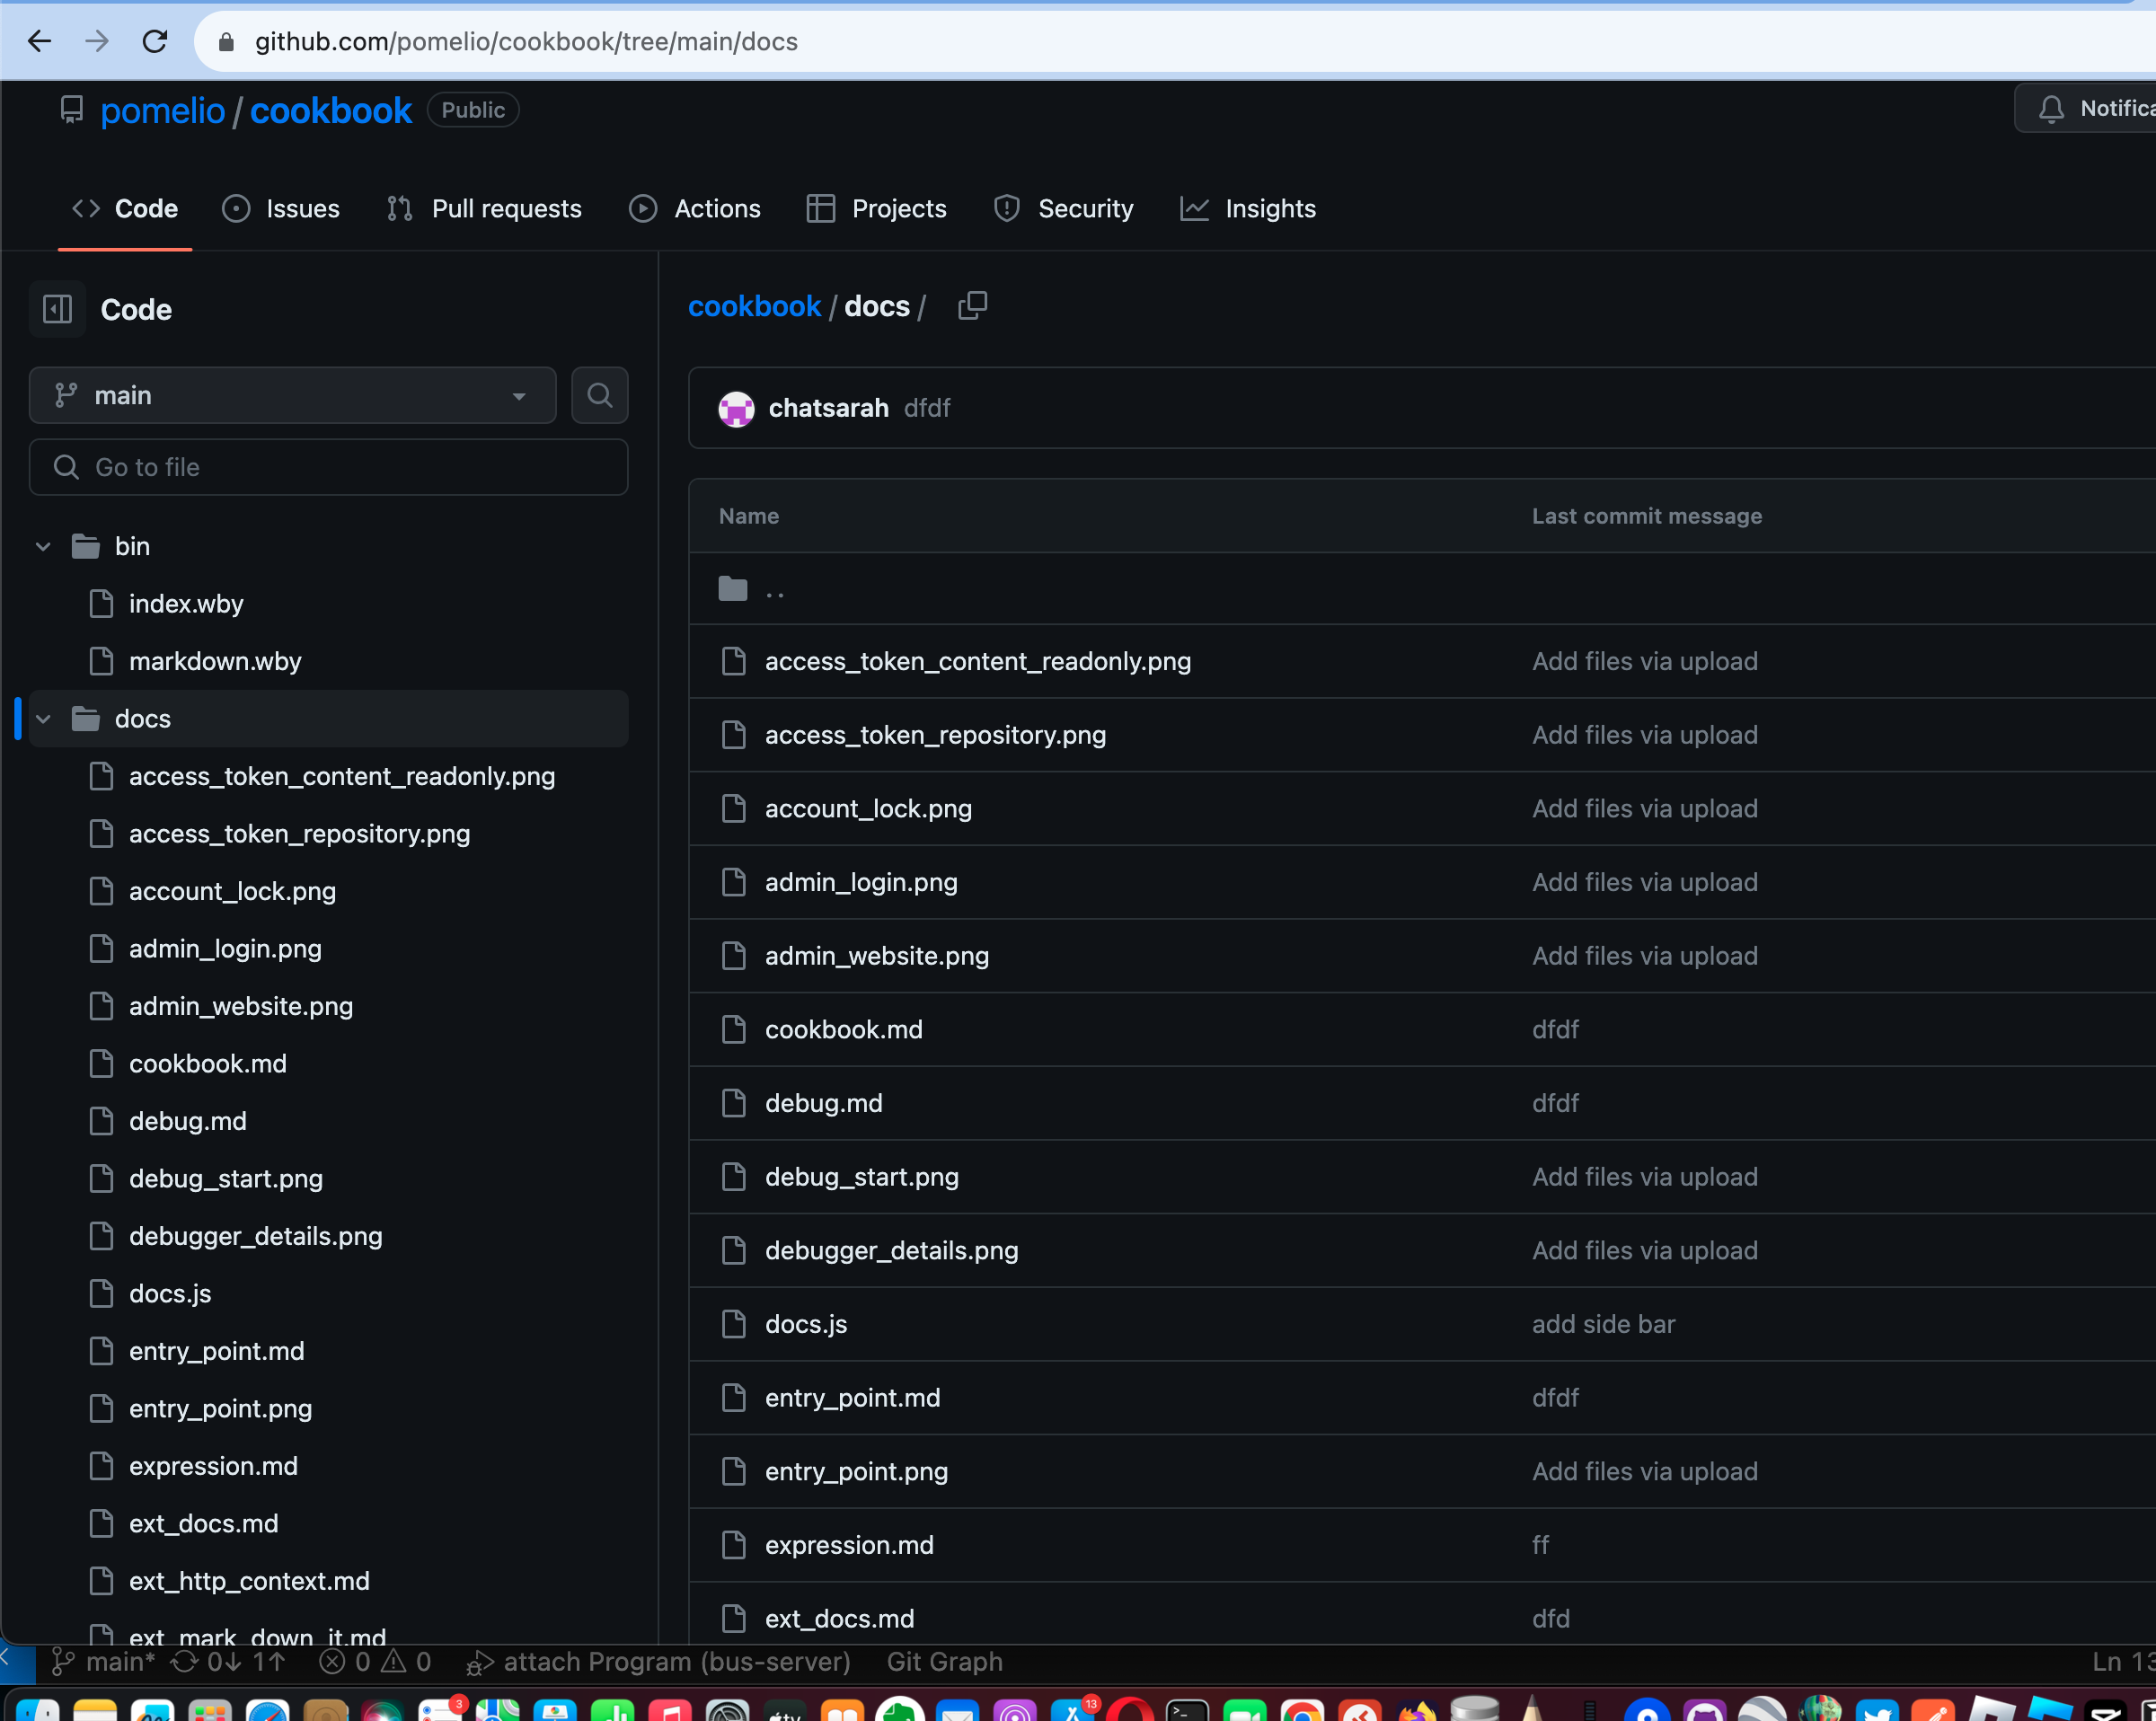 github.com/pomelio/cookbook/tree/main/docs
pomelio / cookbook Public
Code Issues Pull requests Actions Projects Security Insights
Code
main
Go to file
bin
index.wby
markdown.wby
docs
access_token_content_readonly.png
access_token_repository.png
account_lock.png
admin_login.png
admin_website.png
cookbook.md
debug.md
debug_start.png
debugger_details.png
docs.js
entry_point.md
entry_point.png
expression.md
ext_docs.md
ext_http_context.md
ext_mark_down_it.md
cookbook / docs /
chatsarah dfdf
Name Last commit message
..
access_token_content_readonly.png Add files via upload
access_token_repository.png Add files via upload
account_lock.png Add files via upload
admin_login.png Add files via upload
admin_website.png Add files via upload
cookbook.md dfdf
debug.md dfdf
debug_start.png Add files via upload
debugger_details.png Add files via upload
docs.js add side bar
entry_point.md dfdf
entry_point.png Add files via upload
expression.md ff
ext_docs.md dfd
main* 0↓ 1↑ 0 0 attach Program (bus-server) Git Graph Ln
3 13